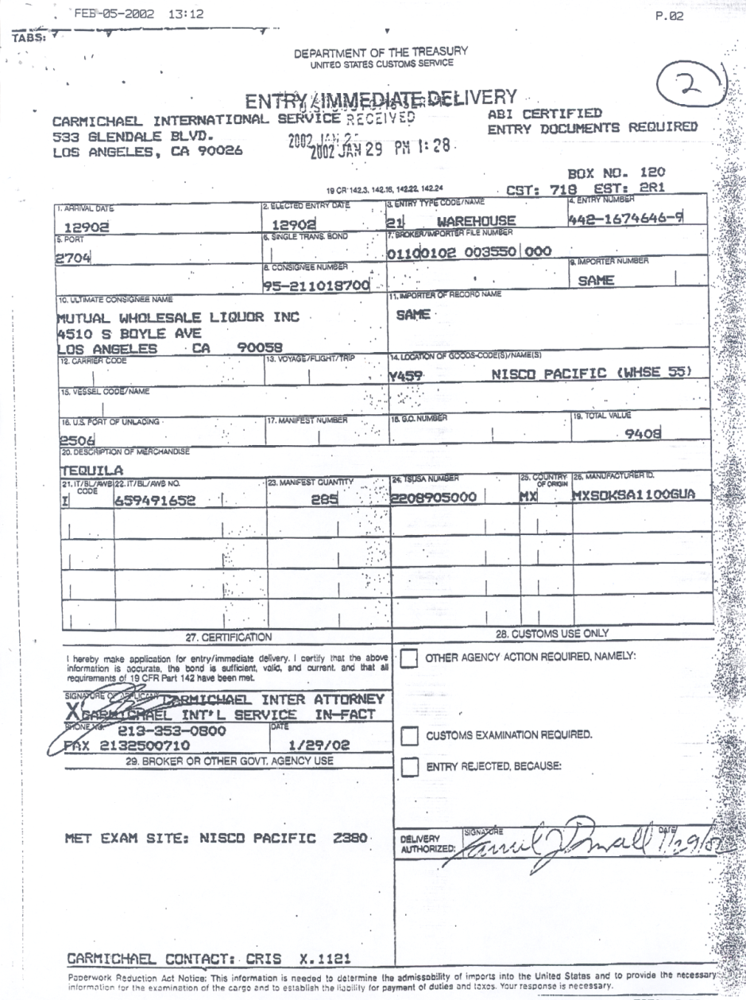 FEB-05-2002 13:12 P.02
TABS:
DEPARTMENT OF THE TREASURY
UNITED STATES CUSTOMS SERVICE
2
ENTRY/IMMEDIATE DELIVERY
CARMICHAEL INTERNATIONAL SERVICE RECEIVED ABI CERTIFIED
533 GLENDALE BLVD. ENTRY DOCUMENTS REQUIRED
LOS ANGELES, CA 90026 2002 JAN 29 PM 1:28
BOX NO. 120
19 CR 142.3, 142.16, 142.22, 142.24 CST: 718 EST: 2R1
1. ARRIVAL DATE 2. ELECTED ENTRY DATE 3. ENTRY TYPE CODE/NAME 4. ENTRY NUMBER
12902 12902 21 WAREHOUSE 442-1674646-9
5. PORT 6. SINGLE TRANS. BOND 7. BROKER/IMPORTER FILE NUMBER
2704 01100102 003550 000
8. CONSIGNEE NUMBER 9. IMPORTER NUMBER
95-211018700 SAME
10. ULTIMATE CONSIGNEE NAME 11. IMPORTER OF RECORD NAME
MUTUAL WHOLESALE LIQUOR INC SAME
4510 S BOYLE AVE
LOS ANGELES CA 90058
12. CARRIER CODE 13. VOYAGE/FLIGHT/TRIP 14. LOCATION OF GOODS-CODE(S)/NAME(S)
Y459 NISCO PACIFIC (WHSE 55)
15. VESSEL CODE/NAME
16. U.S. PORT OF UNLADING 17. MANIFEST NUMBER 18. G.O. NUMBER 19. TOTAL VALUE
2506 9408
20. DESCRIPTION OF MERCHANDISE
TEQUILA
21. IT/BL/AWB CODE 22. IT/BL/AWB NO. 23. MANIFEST QUANTITY 24. TSUSA NUMBER 25. COUNTRY OF ORIGIN 26. MANUFACTURER ID.
I 659491652 285 2208905000 MX MXSDKSA1100GUA
27. CERTIFICATION 28. CUSTOMS USE ONLY
I hereby make application for entry/immediate delivery. I certify that the above
information is accurate, the bond is sufficient, valid, and current, and that all
requirements of 19 CFR Part 142 have been met.
OTHER AGENCY ACTION REQUIRED, NAMELY:
SIGNATURE OF APPLICANT CARMICHAEL INTER ATTORNEY
X CARMICHAEL INT'L SERVICE IN-FACT
PHONE NO. 213-353-0800 DATE
FAX 2132500710 1/29/02
CUSTOMS EXAMINATION REQUIRED.
29. BROKER OR OTHER GOVT. AGENCY USE
ENTRY REJECTED, BECAUSE:
MET EXAM SITE: NISCO PACIFIC Z380
DELIVERY AUTHORIZED: SIGNATURE DATE 1/29/02
CARMICHAEL CONTACT: CRIS X.1121
Paperwork Reduction Act Notice: This information is needed to determine the admissability of imports into the United States and to provide the necessary
information for the examination of the cargo and to establish the liability for payment of duties and taxes. Your response is necessary.